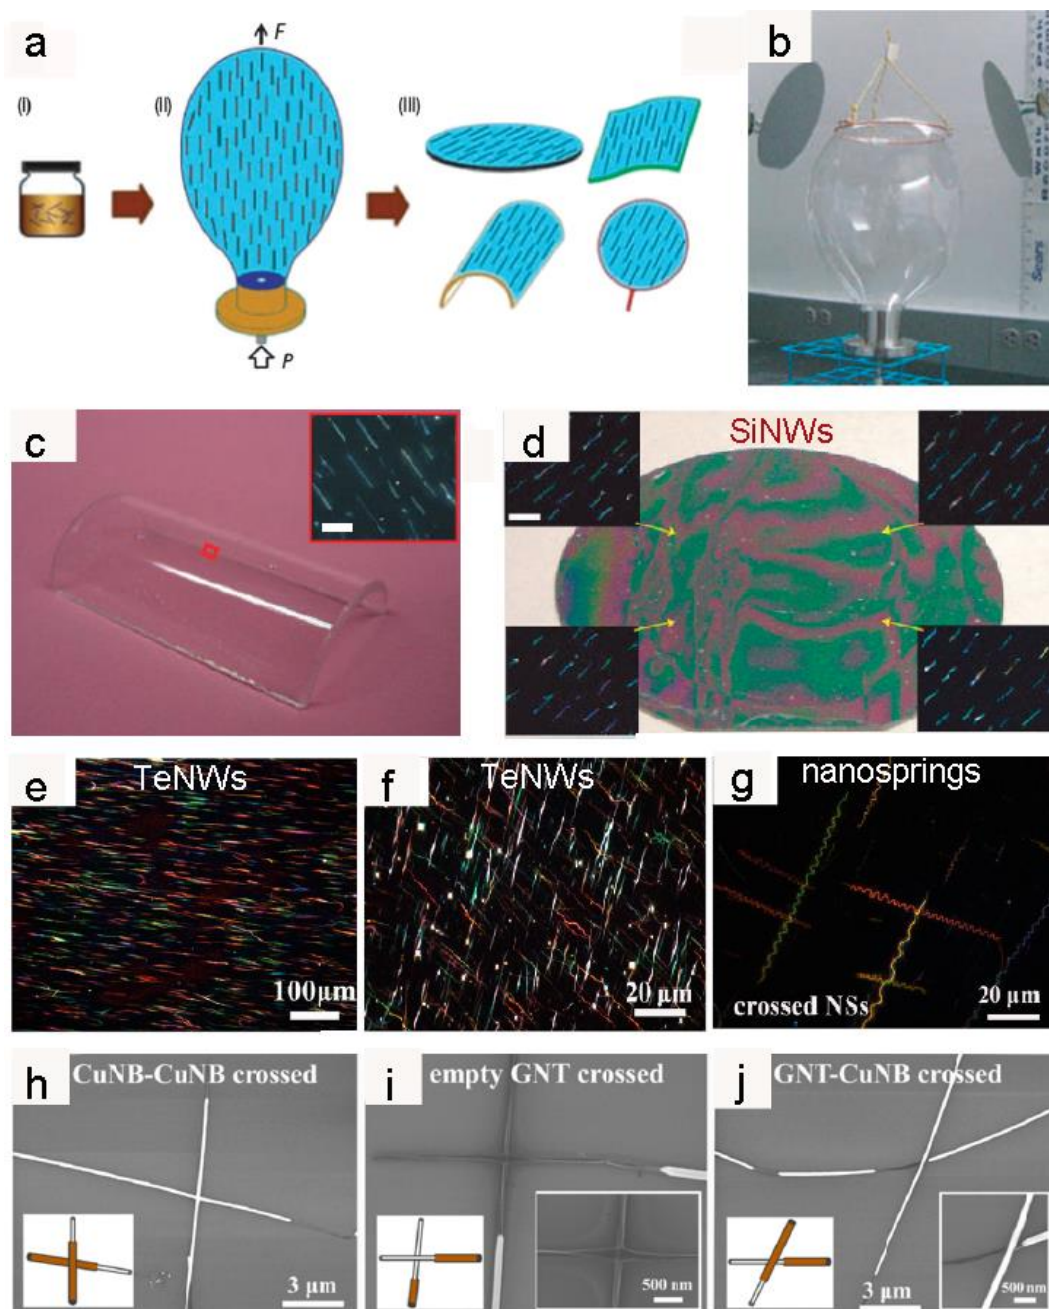 a
F
(I)
(II)
(III)
P
b
Sears
c
d
SiNWs
e
TeNWs
100μm
f
TeNWs
20 μm
g
nanosprings
crossed NSs
20 μm
h
CuNB-CuNB crossed
3 μm
i
empty GNT crossed
500 nm
j
GNT-CuNB crossed
3 μm
500 nm